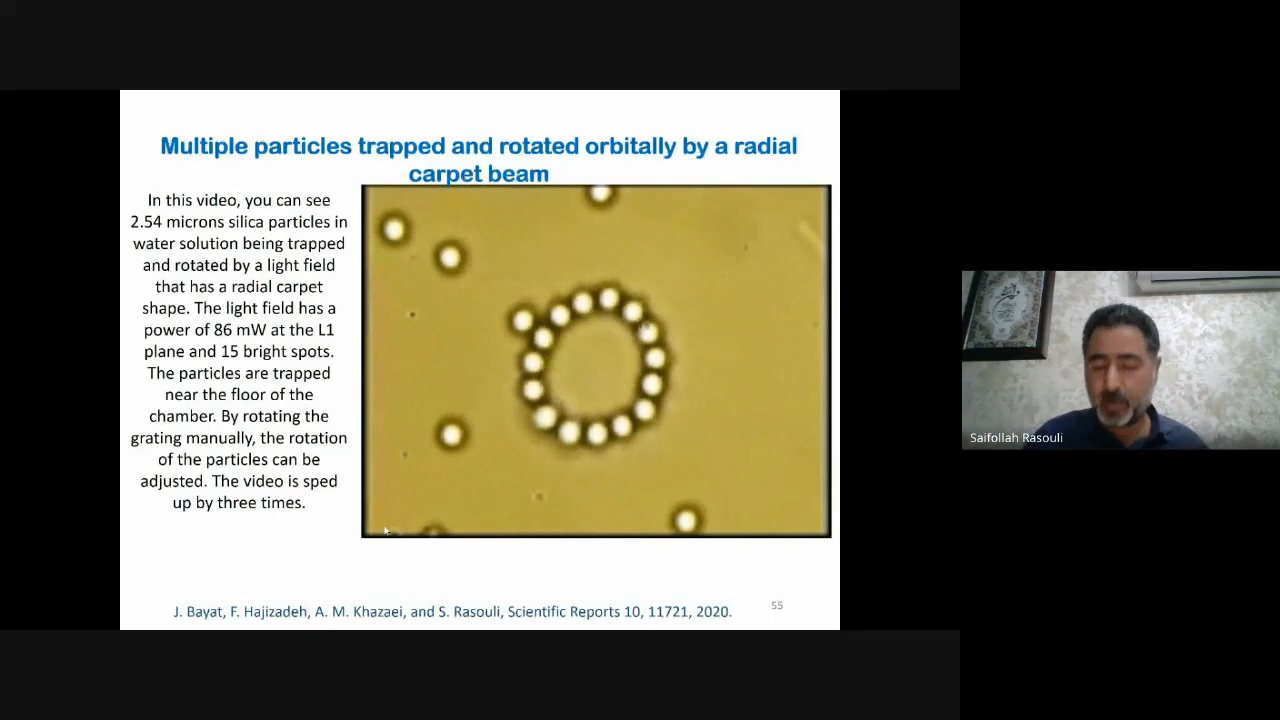 Multiple particles trapped and rotated orbitally by a radial
carpet beam
In this video, you can see
2.54 microns silica particles in
water solution being trapped
and rotated by a light field
that has a radial carpet
shape. The light field has a
power of 86 mW at the L1
plane and 15 bright spots.
The particles are trapped
near the floor of the
chamber. By rotating the
grating manually, the rotation
of the particles can be
adjusted. The video is sped
up by three times.
J. Bayat, F. Hajizadeh, A. M. Khazaei, and S. Rasouli, Scientific Reports 10, 11721, 2020.
55
Saifollah Rasouli